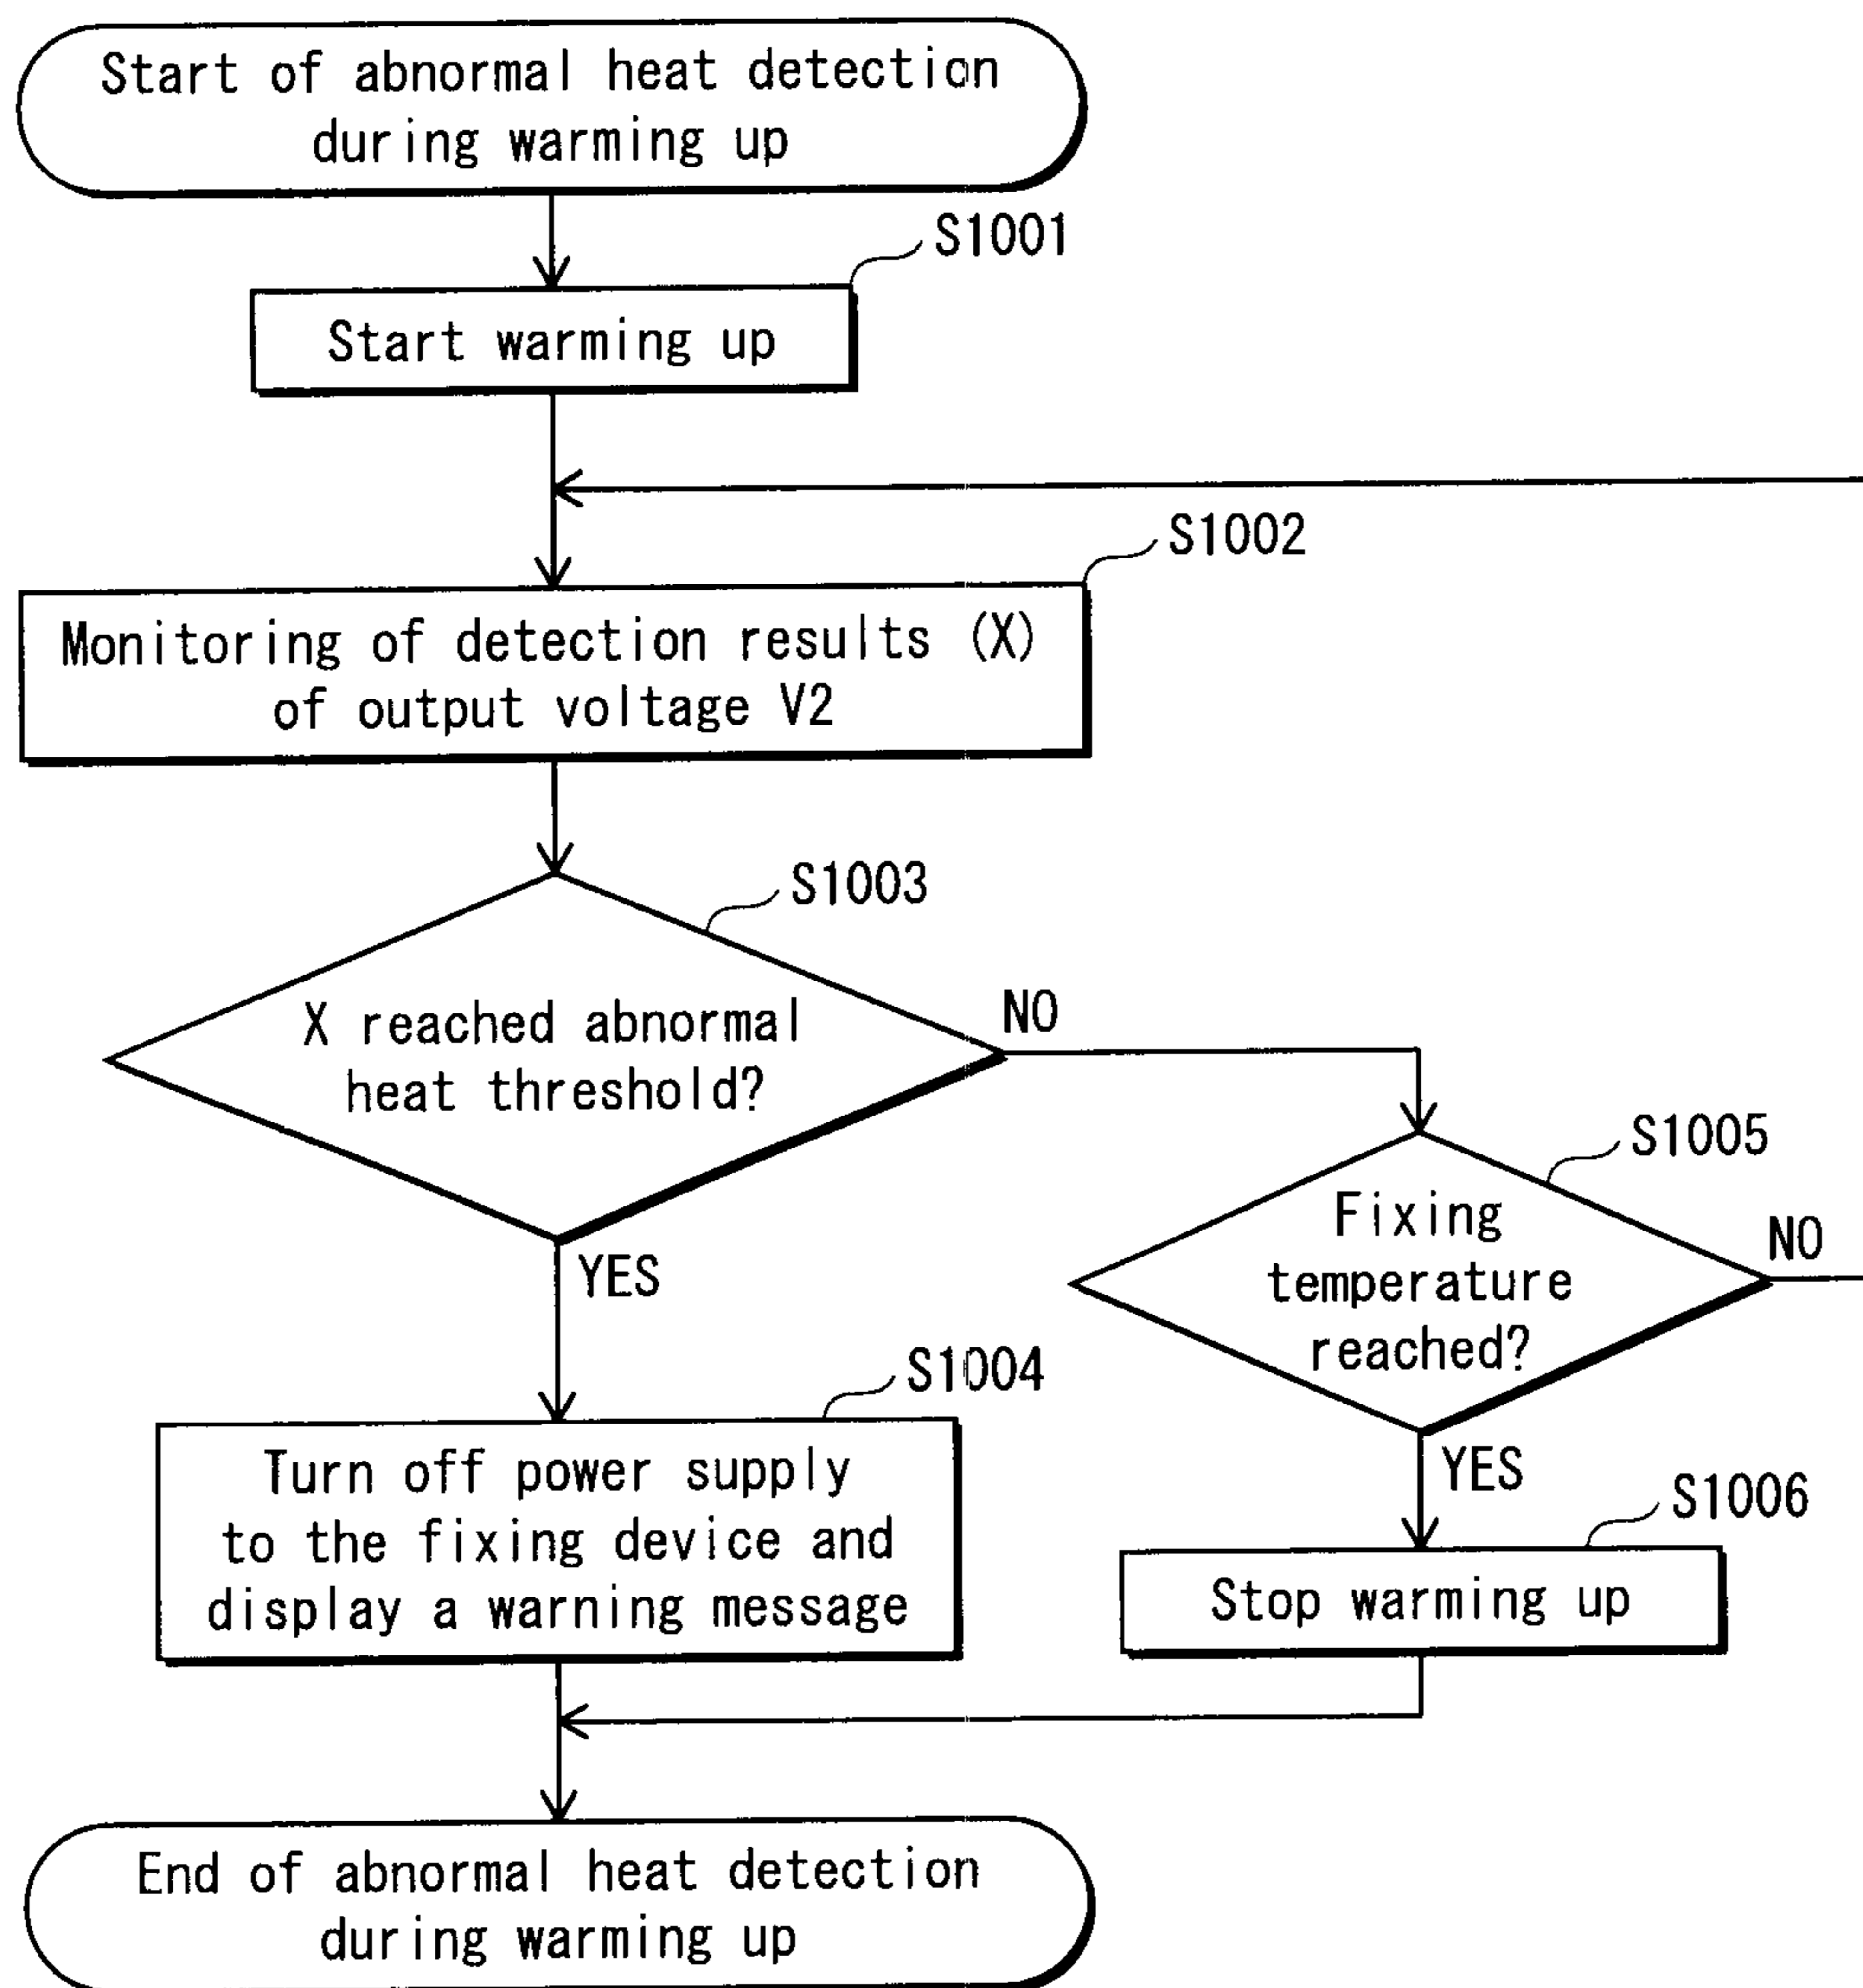 Start of abnormal heat detection
during warming up
S1001
Start warming up
S1002
Monitoring of detection results (X)
of output voltage V2
S1003
X reached abnormal
heat threshold?
NO
YES
S1005
Fixing
temperature
reached?
NO
YES
S1004
Turn off power supply
to the fixing device and
display a warning message
S1006
Stop warming up
End of abnormal heat detection
during warming up